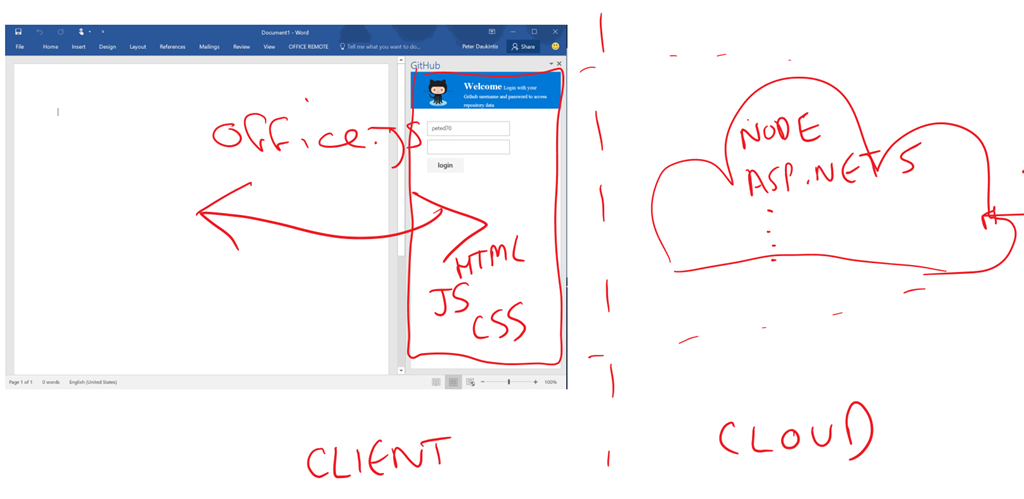 Document1 - Word
File Home Insert Design Layout References Mailings Review View OFFICE REMOTE Tell me what you want to do... Peter Daukintis Share
GitHub
Welcome Login with your
Github username and password to access
repository data
peted70
login
office.js
HTML
JS
CSS
NODE
ASP.NET 5
Page 1 of 1 0 words English (United States) 100%
CLIENT
CLOUD